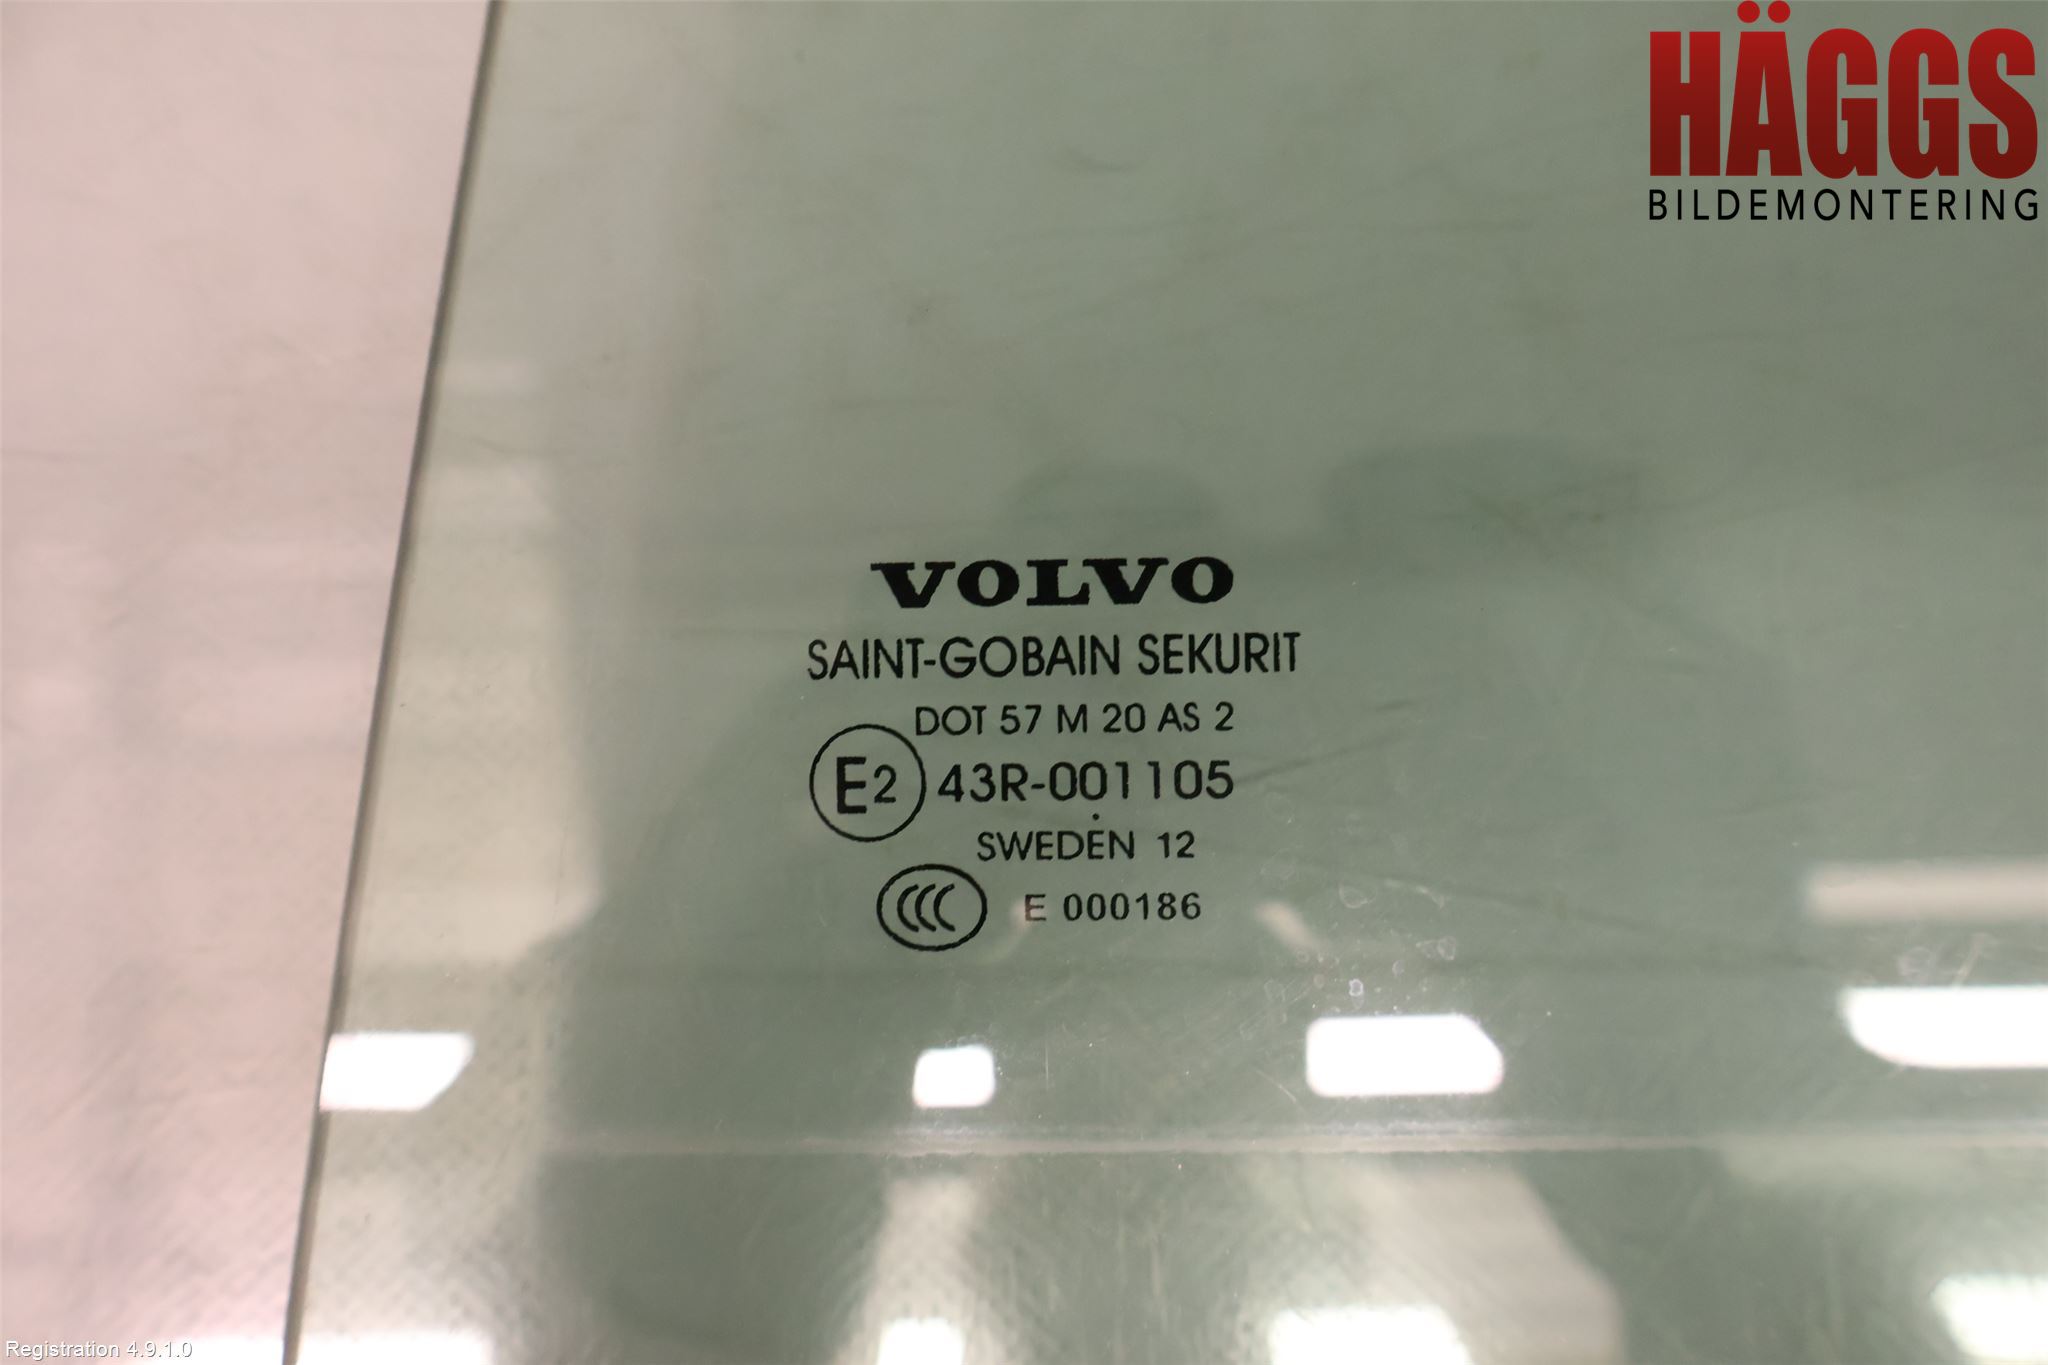 HÄGGS
BILDEMONTERING
VOLVO
SAINT-GOBAIN SEKURIT
DOT 57 M 20 AS 2
E2 43R-001105
SWEDEN 12
CCC E 000186
Registration 4.9.1.0